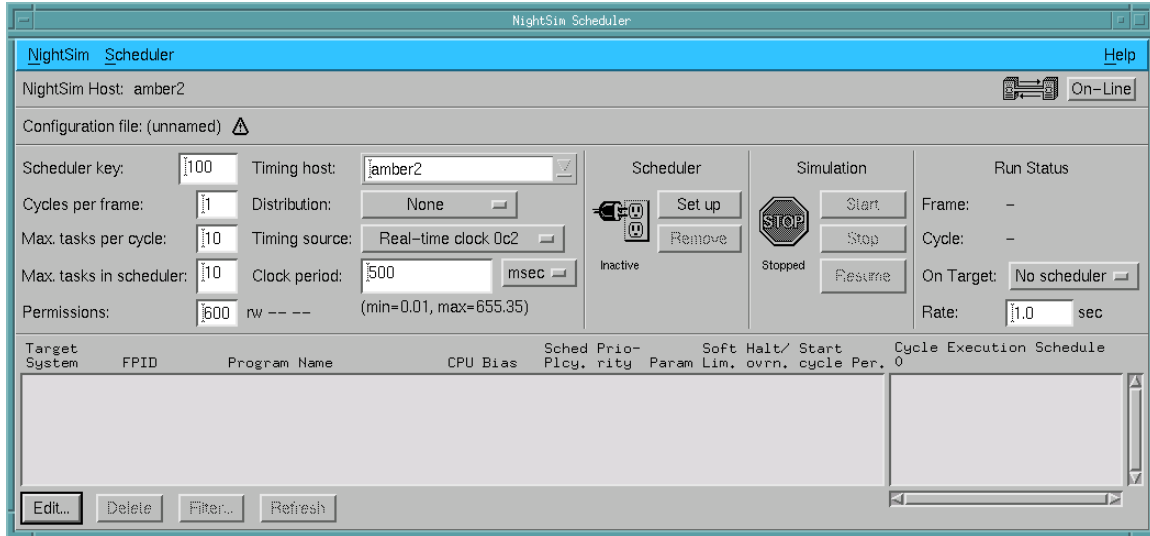 NightSim Scheduler
NightSim Scheduler Help
NightSim Host: amber2 On-Line
Configuration file: (unnamed)
Scheduler key: 100 Timing host: amber2 Scheduler Simulation Run Status
Cycles per frame: 1 Distribution: None Set up Start Frame: -
STOP
Max. tasks per cycle: 10 Timing source: Real-time clock 0c2 Remove Stop Cycle: -
Inactive Stopped
Max. tasks in scheduler: 10 Clock period: 500 msec Resume On Target: No scheduler
Permissions: 600 rw -- -- (min=0.01, max=655.35) Rate: 1.0 sec
Target Sched Prio- Soft Halt/ Start Cycle Execution Schedule
System FPID Program Name CPU Bias Plcy. rity Param Lim. ovrn. cycle Per. 0
Edit... Delete Filter... Refresh